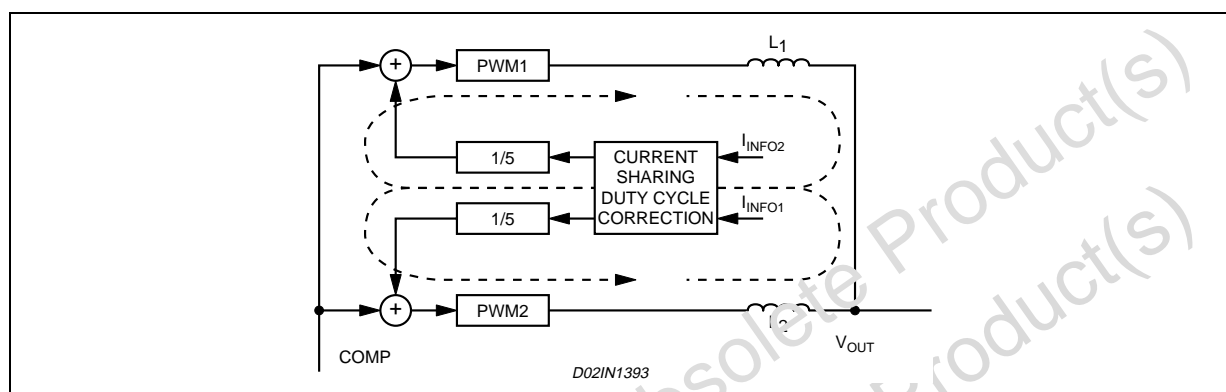 L1
+
PWM1
IINFO2
1/5
CURRENT
SHARING
DUTY CYCLE
CORRECTION
1/5
IINFO1
+
PWM2
L2
COMP
VOUT
D02IN1393
Obsolete Product(s)
Product(s)